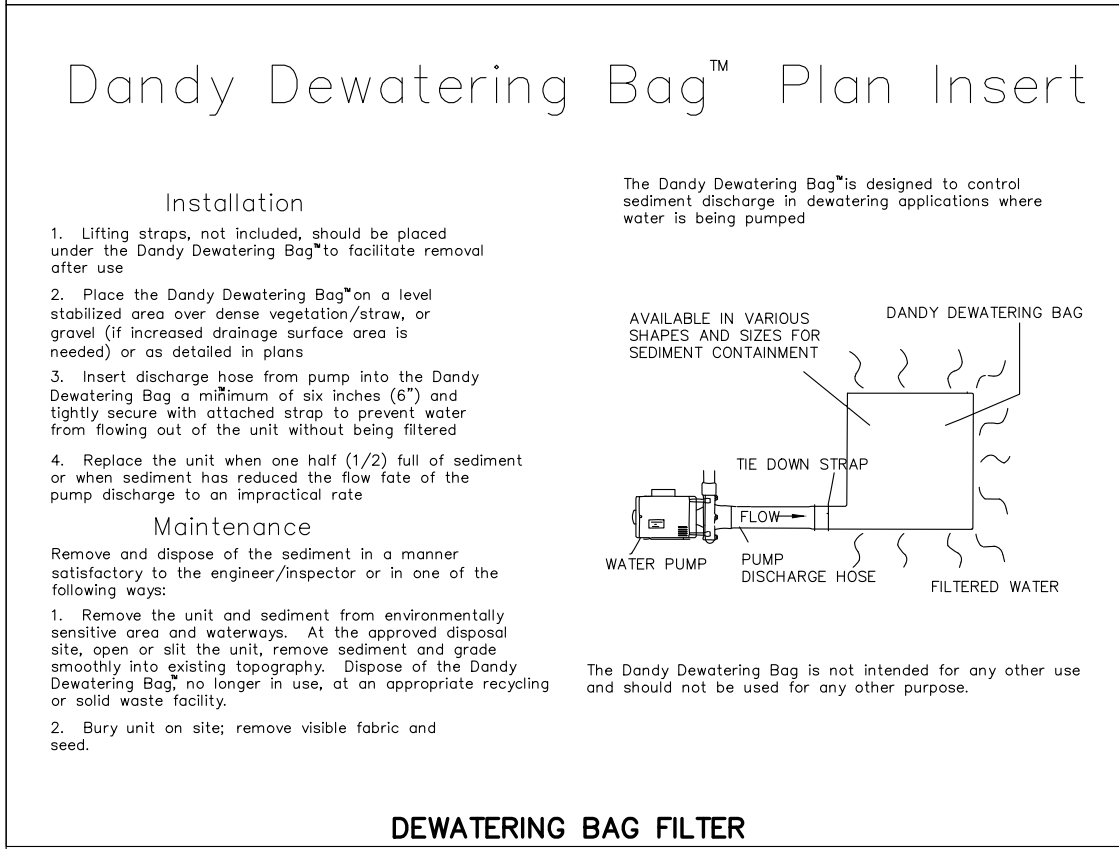 Dandy Dewatering Bag™ Plan Insert
Installation
1. Lifting straps, not included, should be placed
under the Dandy Dewatering Bag™ to facilitate removal
after use
2. Place the Dandy Dewatering Bag™ on a level
stabilized area over dense vegetation/straw, or
gravel (if increased drainage surface area is
needed) or as detailed in plans
3. Insert discharge hose from pump into the Dandy
Dewatering Bag a minimum™ of six inches (6") and
tightly secure with attached strap to prevent water
from flowing out of the unit without being filtered
4. Replace the unit when one half (1/2) full of sediment
or when sediment has reduced the flow fate of the
pump discharge to an impractical rate
Maintenance
Remove and dispose of the sediment in a manner
satisfactory to the engineer/inspector or in one of the
following ways:
1. Remove the unit and sediment from environmentally
sensitive area and waterways. At the approved disposal
site, open or slit the unit, remove sediment and grade
smoothly into existing topography. Dispose of the Dandy
Dewatering Bag™, no longer in use, at an appropriate recycling
or solid waste facility.
2. Bury unit on site; remove visible fabric and
seed.
The Dandy Dewatering Bag™ is designed to control
sediment discharge in dewatering applications where
water is being pumped
AVAILABLE IN VARIOUS
SHAPES AND SIZES FOR
SEDIMENT CONTAINMENT
DANDY DEWATERING BAG
TIE DOWN STRAP
FLOW
WATER PUMP
PUMP
DISCHARGE HOSE
FILTERED WATER
The Dandy Dewatering Bag is not intended for any other use
and should not be used for any other purpose.
DEWATERING BAG FILTER